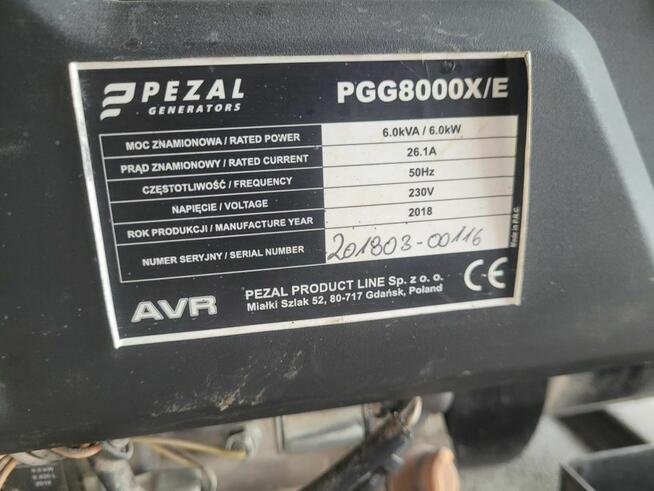 PEZAL
GENERATORS
PGG8000X/E
MOC ZNAMIONOWA / RATED POWER 6.0kVA / 6.0kW
PRĄD ZNAMIONOWY / RATED CURRENT 26.1A
CZĘSTOTLIWOŚĆ / FREQUENCY 50Hz
NAPIĘCIE / VOLTAGE 230V
ROK PRODUKCJI / MANUFACTURE YEAR 2018
NUMER SERYJNY / SERIAL NUMBER 201803-00116
Made in P.R.C.
AVR
PEZAL PRODUCT LINE Sp. z o. o.
Miałki Szlak 52, 80-717 Gdańsk, Poland
CE
2018